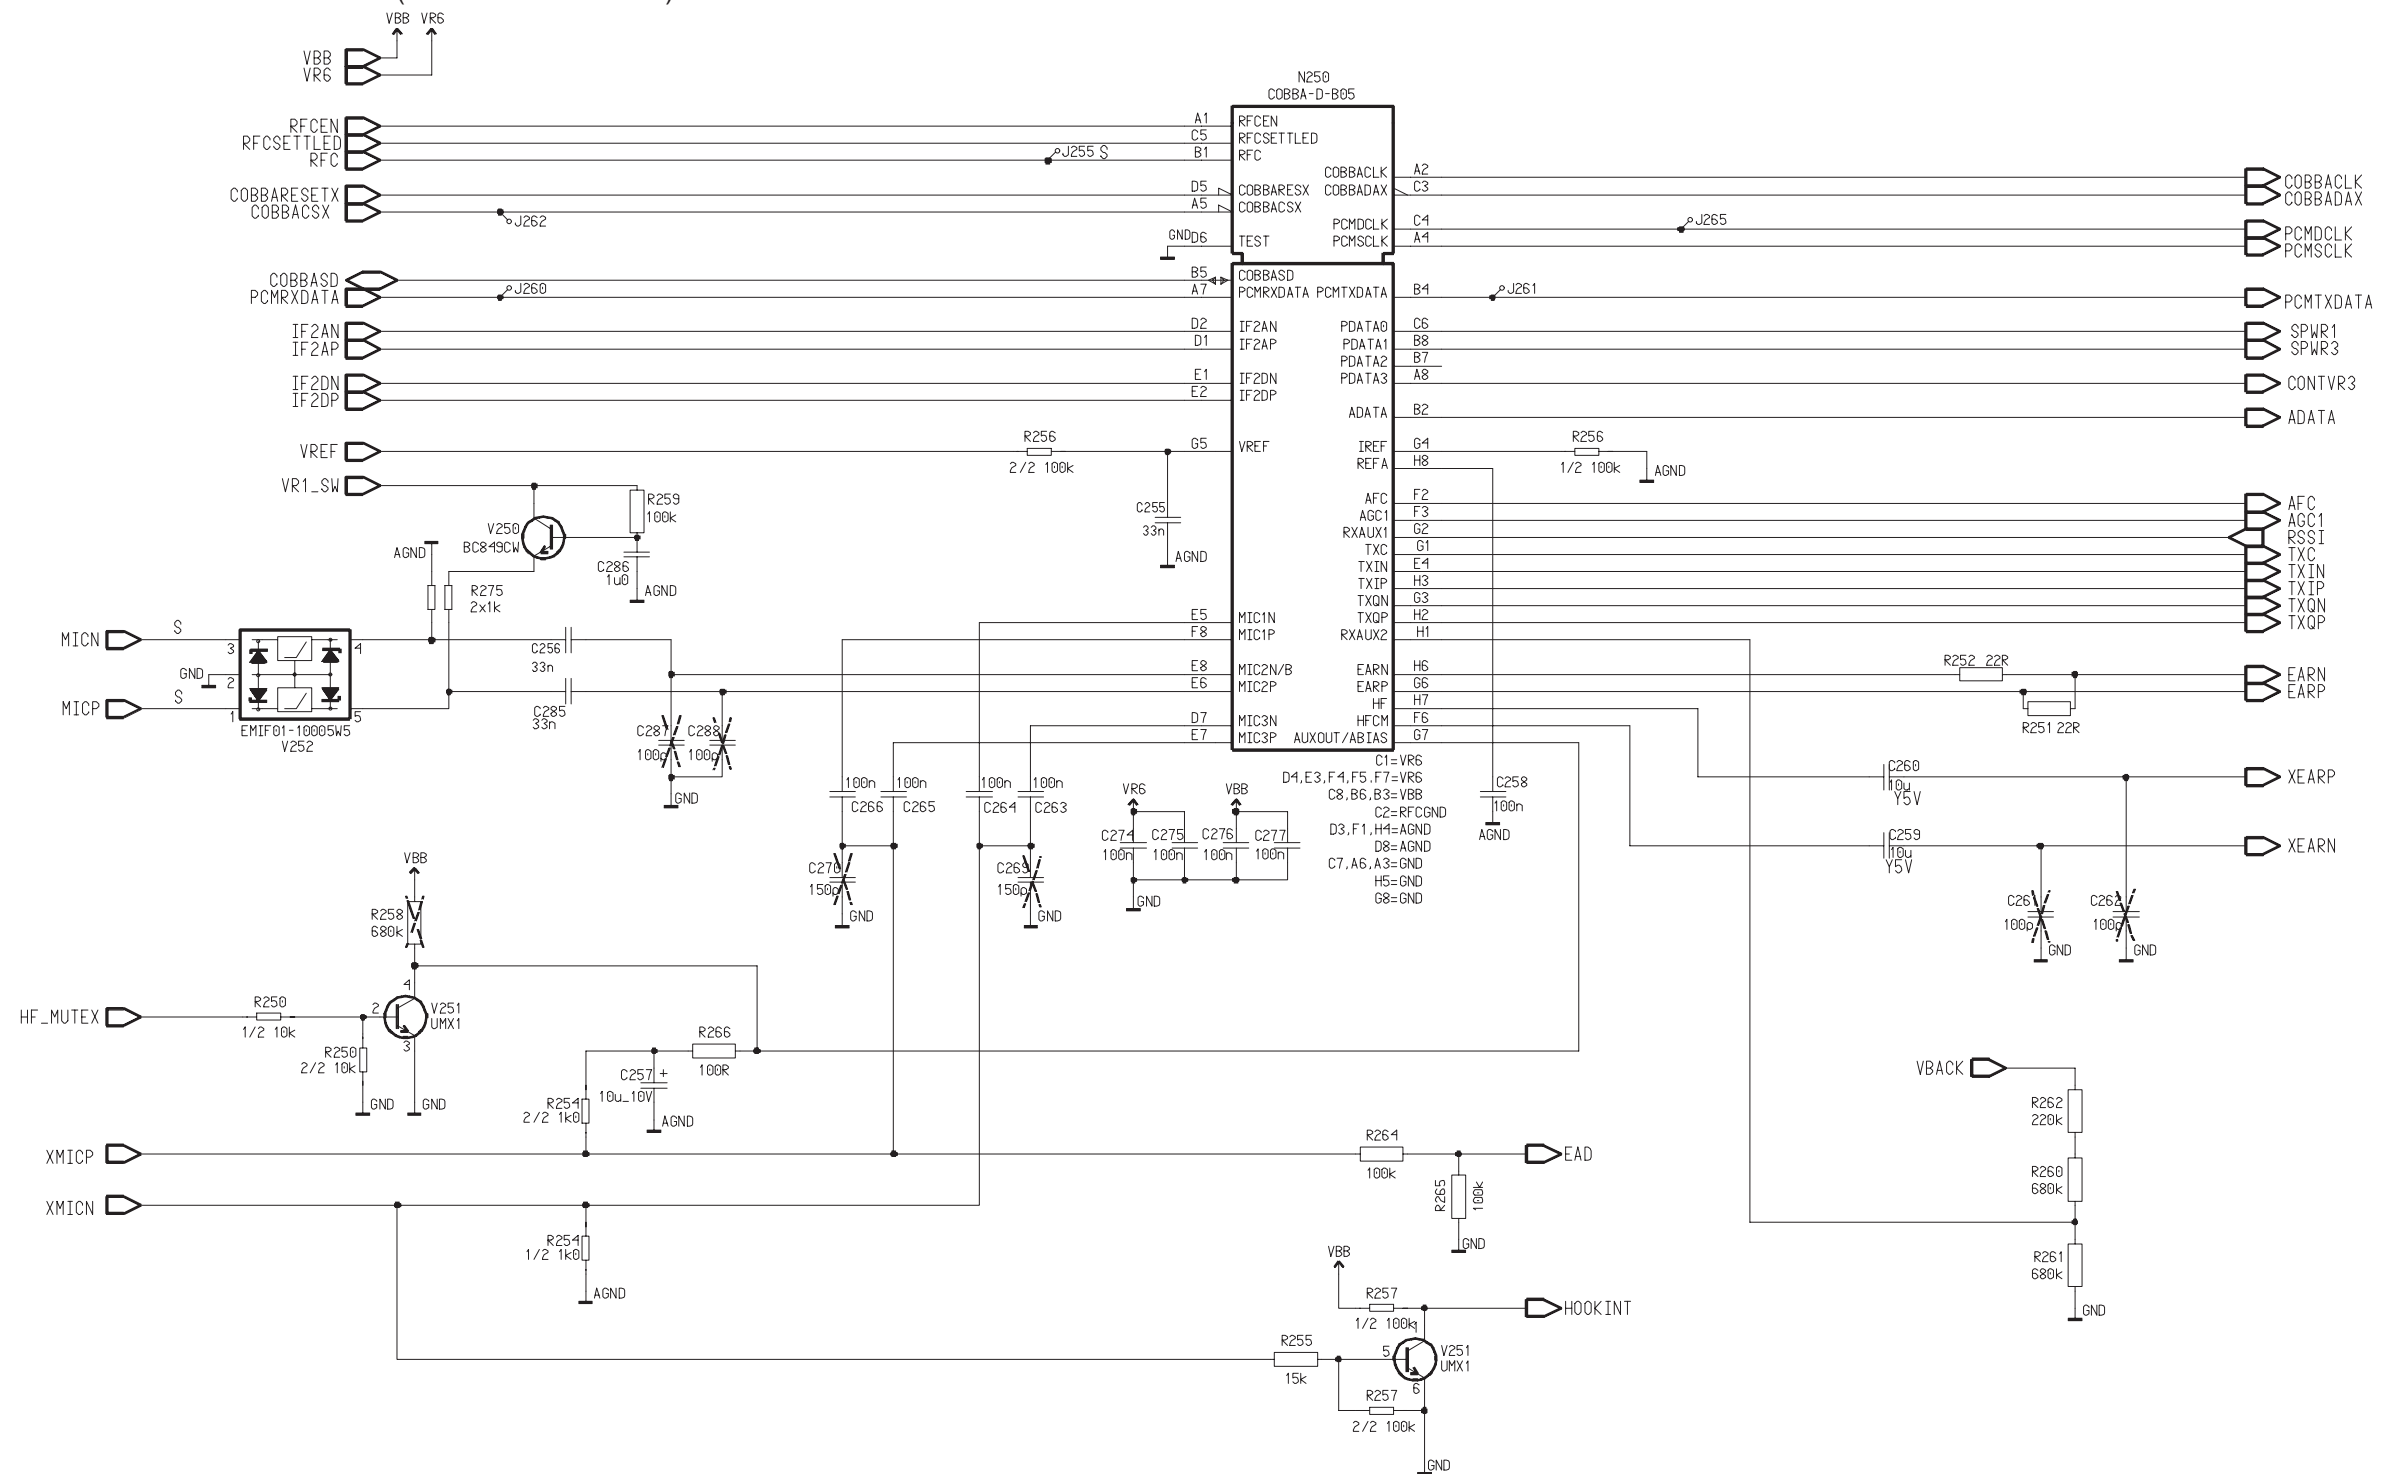 VBB VR6
VBB
VR6
N250
COBBA-D-B05
RFCEN A1 RFCEN
RFCSETTLED C5 RFCSETTLED
RFC J255 S B1 RFC
COBBACLK A2 COBBACLK
COBBARESETX D5 COBBARESX COBBADAX C3 COBBADAX
COBBACSX J262 A5 COBBACSX
PCMDCLK C4 J265 PCMDCLK
GND D6 TEST PCMSCLK A4 PCMSCLK
COBBASD B5 COBBASD
PCMRXDATA J260 A7 PCMRXDATA PCMTXDATA B4 J261 PCMTXDATA
IF2AN D2 IF2AN PDATA0 C6 SPWR1
IF2AP D1 IF2AP PDATA1 B8 SPWR3
PDATA2 B7
IF2DN E1 IF2DN PDATA3 A8 CONTVR3
IF2DP E2 IF2DP
ADATA B2 ADATA
VREF R256 G5 VREF IREF G4 R256
2/2 100k REFA H8 1/2 100k AGND
VR1_SW R259
100k
AFC F2 AFC
C255 AGC1 F3 AGC1
V250 33n RXAUX1 G2 RSSI
BC849CW TXC G1 TXC
AGND AGND
C286 TXIN E4 TXIN
1u0 AGND
R275 TXIP H3 TXIP
2x1k TXQN G3 TXQN
E5 MIC1N TXQP H2 TXQP
MICN S 3 4 F8 MIC1P RXAUX2 H1
C256
33n
GND 2 E8 MIC2N/B EARN H6 R252 22R EARN
E6 MIC2P EARP G6 EARP
MICP S 1 5 HF H7
C285
33n
EMIF01-10005W5
V252
C287 C288 D7 MIC3N HFCM F6 R251 22R
100p 100p E7 MIC3P AUXOUT/ABIAS G7
GND
C1=VR6
D4,E3,F4,F5.F7=VR6
C8,B6,B3=VBB
C2=RFCGND
D3,F1,H4=AGND
D8=AGND
C7,A6,A3=GND
H5=GND
G8=GND
100n 100n 100n 100n
C266 C265 C264 C263
VR6 VBB
C274 C275 C276 C277
100n 100n 100n 100n
GND
C258
100n
AGND
C260
10u
Y5V
XEARP
C259
10u
Y5V
XEARN
C270
150p
GND
C269
150p
GND
C26
100p
GND
C262
100p
GND
VBB
R258
680k
4
HF_MUTEX R250
1/2 10k
2
V251
UMX1
3
R250
2/2 10k
GND GND
R266
100R
C257 +
10u_10V
AGND
R254
2/2 1k0
VBACK
R262
220k
R260
680k
R261
680k
GND
XMICP R264
100k
EAD
R265
100k
GND
XMICN
R254
1/2 1k0
AGND
VBB
R257
1/2 100k
HOOKINT
1
R255
15k
5
V251
UMX1
6
R257
2/2 100k
GND